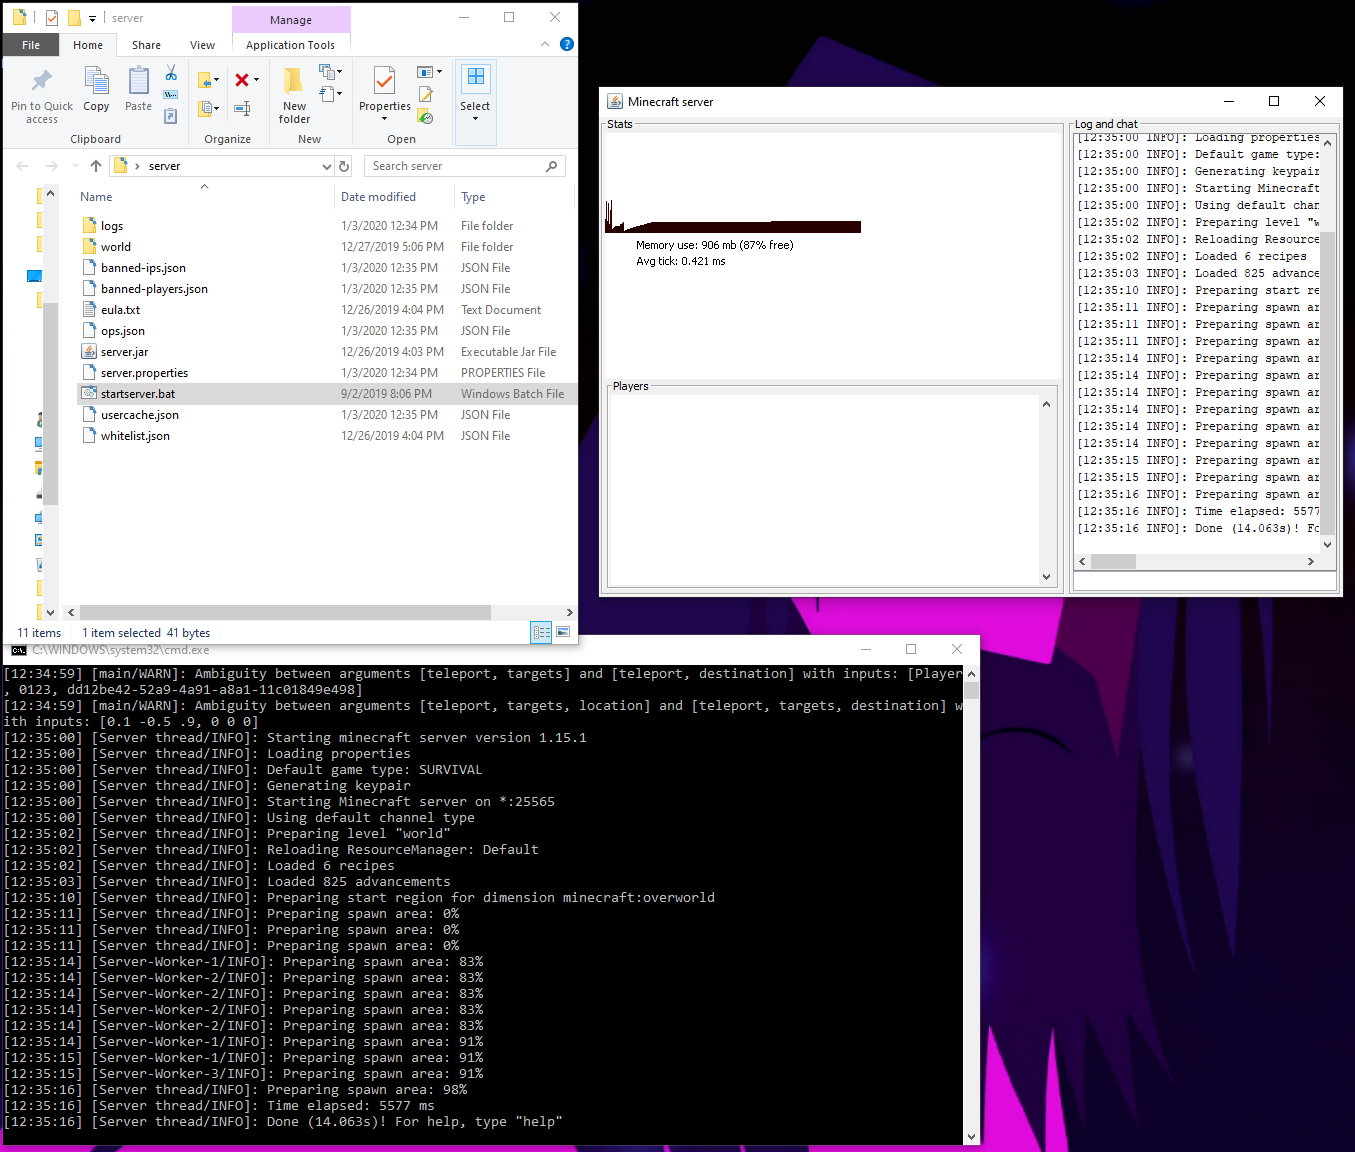 server
Manage
File
Home
Share
View
Application Tools
Pin to Quick access
Copy
Paste
New folder
Properties
Select
Clipboard
Organize
New
Open
server
Search server
Name
Date modified
Type
logs 1/3/2020 12:34 PM File folder
world 12/27/2019 5:06 PM File folder
banned-ips.json 1/3/2020 12:35 PM JSON File
banned-players.json 1/3/2020 12:35 PM JSON File
eula.txt 12/26/2019 4:04 PM Text Document
ops.json 1/3/2020 12:35 PM JSON File
server.jar 12/26/2019 4:03 PM Executable Jar File
server.properties 1/3/2020 12:34 PM PROPERTIES File
startserver.bat 9/2/2019 8:06 PM Windows Batch File
usercache.json 1/3/2020 12:35 PM JSON File
whitelist.json 12/26/2019 4:04 PM JSON File
11 items 1 item selected 41 bytes
Minecraft server
Stats
Memory use: 906 mb (87% free)
Avg tick: 0.421 ms
Players
Log and chat
[12:35:00 INFO]: Loading properties
[12:35:00 INFO]: Default game type:
[12:35:00 INFO]: Generating keypair
[12:35:00 INFO]: Starting Minecraft
[12:35:00 INFO]: Using default chan
[12:35:02 INFO]: Preparing level "w
[12:35:02 INFO]: Reloading Resource
[12:35:02 INFO]: Loaded 6 recipes
[12:35:03 INFO]: Loaded 825 advance
[12:35:10 INFO]: Preparing start re
[12:35:11 INFO]: Preparing spawn ar
[12:35:11 INFO]: Preparing spawn ar
[12:35:11 INFO]: Preparing spawn ar
[12:35:14 INFO]: Preparing spawn ar
[12:35:14 INFO]: Preparing spawn ar
[12:35:14 INFO]: Preparing spawn ar
[12:35:14 INFO]: Preparing spawn ar
[12:35:14 INFO]: Preparing spawn ar
[12:35:14 INFO]: Preparing spawn ar
[12:35:15 INFO]: Preparing spawn ar
[12:35:15 INFO]: Preparing spawn ar
[12:35:16 INFO]: Preparing spawn ar
[12:35:16 INFO]: Time elapsed: 5577
[12:35:16 INFO]: Done (14.063s)! Fo
C:\WINDOWS\system32\cmd.exe
[12:34:59] [main/WARN]: Ambiguity between arguments [teleport, targets] and [teleport, destination] with inputs: [Player
, 0123, dd12be42-52a9-4a91-a8a1-11c01849e498]
[12:34:59] [main/WARN]: Ambiguity between arguments [teleport, targets, location] and [teleport, targets, destination] w
ith inputs: [0.1 -0.5 .9, 0 0 0]
[12:35:00] [Server thread/INFO]: Starting minecraft server version 1.15.1
[12:35:00] [Server thread/INFO]: Loading properties
[12:35:00] [Server thread/INFO]: Default game type: SURVIVAL
[12:35:00] [Server thread/INFO]: Generating keypair
[12:35:00] [Server thread/INFO]: Starting Minecraft server on *:25565
[12:35:00] [Server thread/INFO]: Using default channel type
[12:35:02] [Server thread/INFO]: Preparing level "world"
[12:35:02] [Server thread/INFO]: Reloading ResourceManager: Default
[12:35:02] [Server thread/INFO]: Loaded 6 recipes
[12:35:03] [Server thread/INFO]: Loaded 825 advancements
[12:35:10] [Server thread/INFO]: Preparing start region for dimension minecraft:overworld
[12:35:11] [Server thread/INFO]: Preparing spawn area: 0%
[12:35:11] [Server thread/INFO]: Preparing spawn area: 0%
[12:35:11] [Server thread/INFO]: Preparing spawn area: 0%
[12:35:14] [Server-Worker-1/INFO]: Preparing spawn area: 83%
[12:35:14] [Server-Worker-2/INFO]: Preparing spawn area: 83%
[12:35:14] [Server-Worker-2/INFO]: Preparing spawn area: 83%
[12:35:14] [Server-Worker-2/INFO]: Preparing spawn area: 83%
[12:35:14] [Server-Worker-2/INFO]: Preparing spawn area: 83%
[12:35:14] [Server-Worker-1/INFO]: Preparing spawn area: 91%
[12:35:15] [Server-Worker-1/INFO]: Preparing spawn area: 91%
[12:35:15] [Server-Worker-3/INFO]: Preparing spawn area: 91%
[12:35:16] [Server thread/INFO]: Preparing spawn area: 98%
[12:35:16] [Server thread/INFO]: Time elapsed: 5577 ms
[12:35:16] [Server thread/INFO]: Done (14.063s)! For help, type "help"